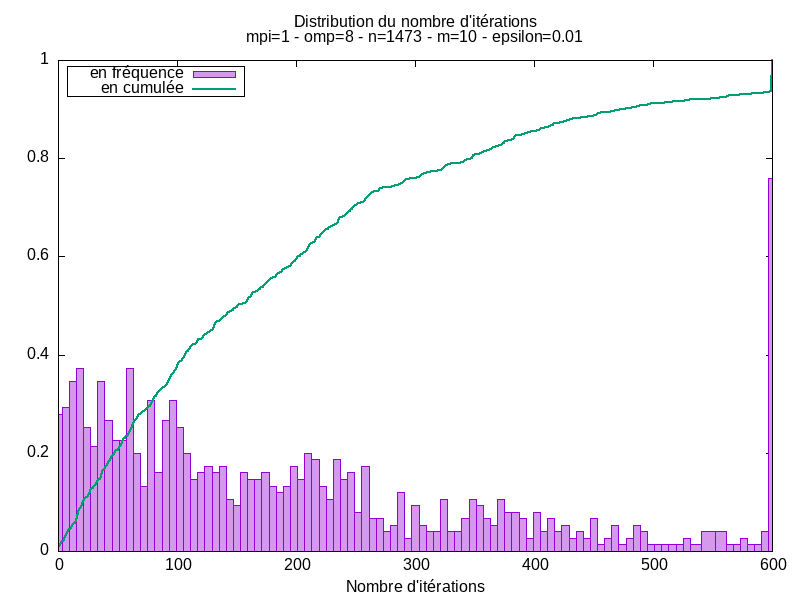 Distribution du nombre d'itérations
mpi=1 - omp=8 - n=1473 - m=10 - epsilon=0.01
en fréquence
en cumulée
1
0.8
0.6
0.4
0.2
0
0 100 200 300 400 500 600
Nombre d'itérations